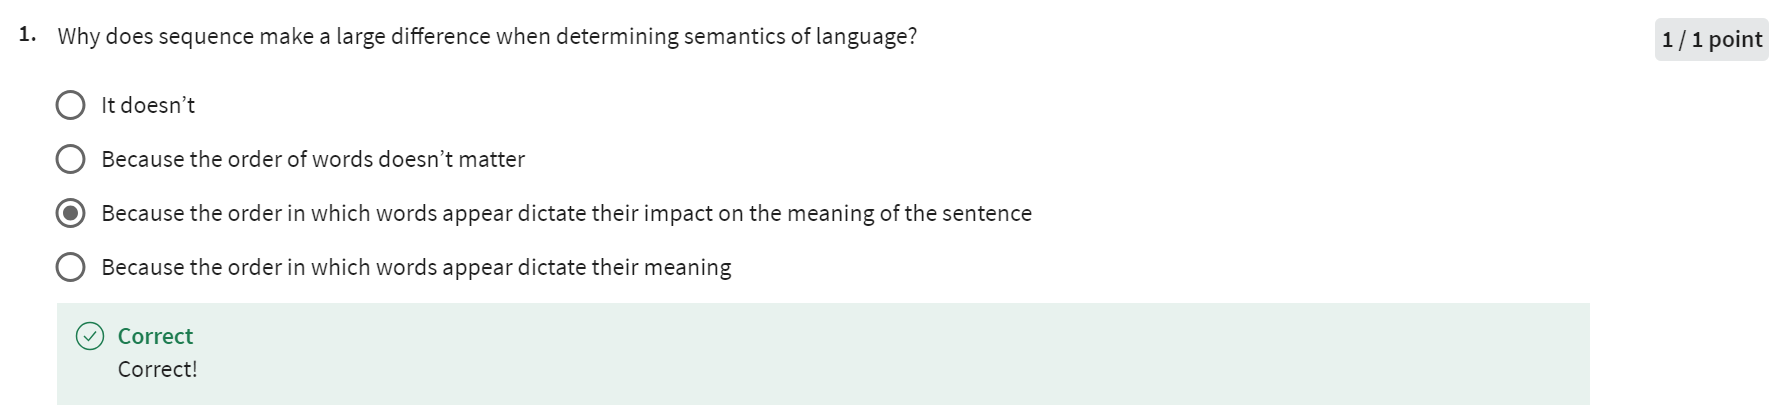 1. Why does sequence make a large difference when determining semantics of language?
1 / 1 point
It doesn’t
Because the order of words doesn’t matter
Because the order in which words appear dictate their impact on the meaning of the sentence
Because the order in which words appear dictate their meaning
Correct
Correct!